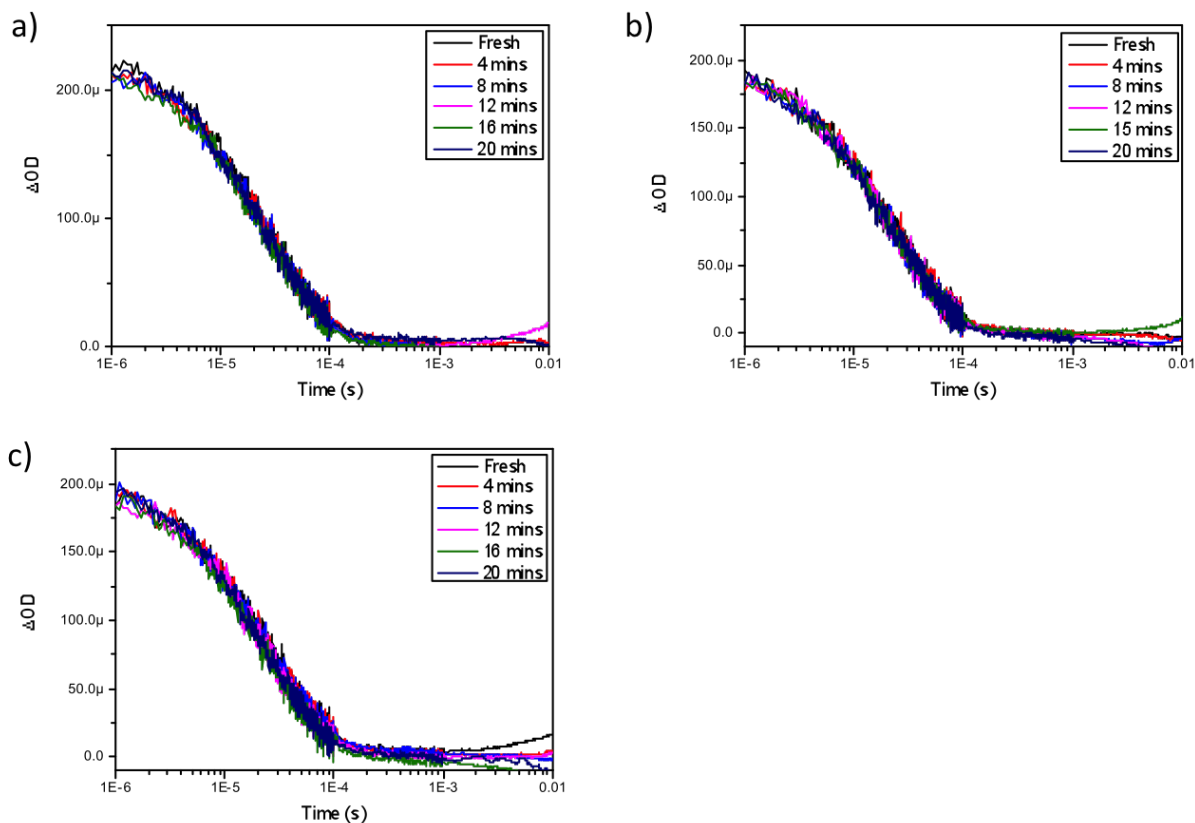 a)
Fresh
4 mins
8 mins
12 mins
16 mins
20 mins
200.0μ
100.0μ
0.0
ΔOD
1E-6
1E-5
1E-4
1E-3
0.01
Time (s)
b)
Fresh
4 mins
8 mins
12 mins
15 mins
20 mins
200.0μ
150.0μ
100.0μ
50.0μ
0.0
ΔOD
1E-6
1E-5
1E-4
1E-3
0.01
Time (s)
c)
Fresh
4 mins
8 mins
12 mins
16 mins
20 mins
200.0μ
150.0μ
100.0μ
50.0μ
0.0
ΔOD
1E-6
1E-5
1E-4
1E-3
0.01
Time (s)